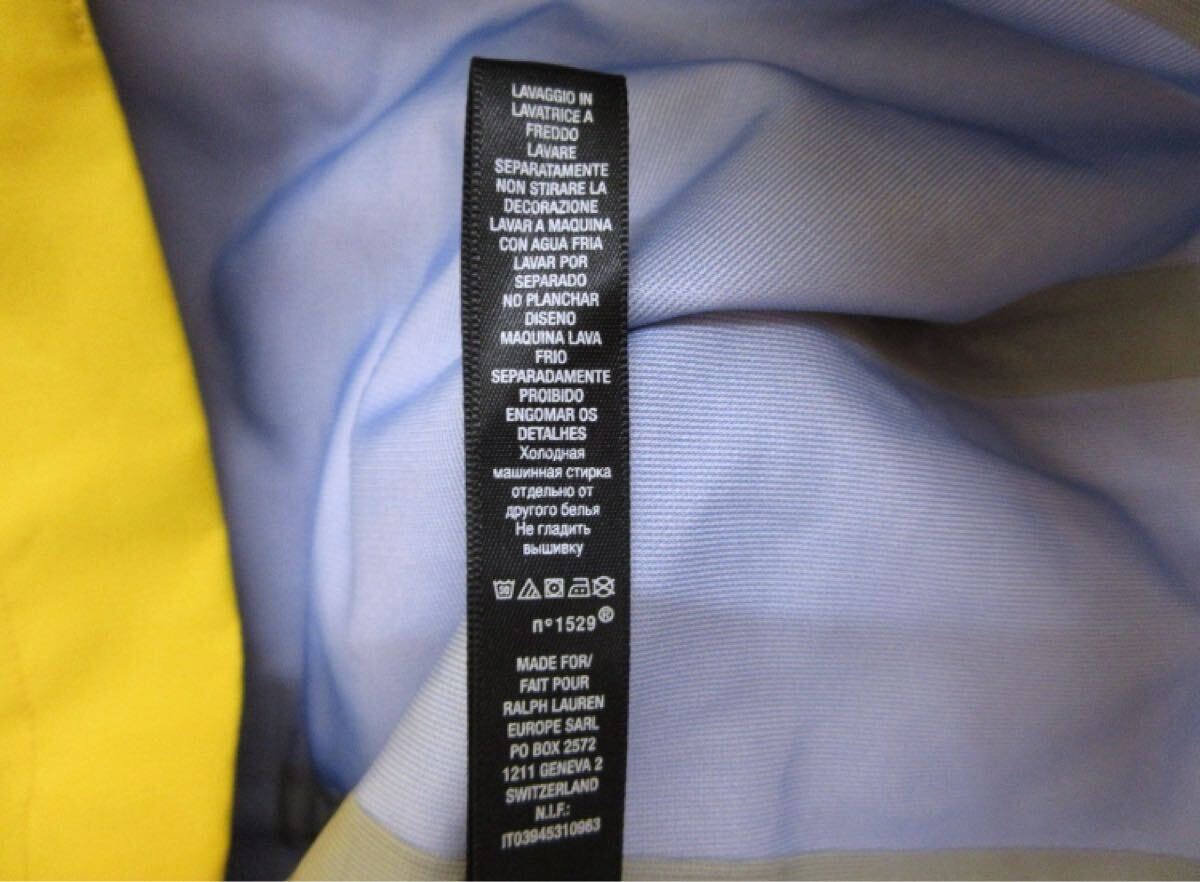 LAVAGGIO IN
LAVATRICE A
FREDDO
LAVARE
SEPARATAMENTE
NON STIRARE LA
DECORAZIONE
LAVAR A MAQUINA
CON AGUA FRIA
LAVAR POR
SEPARADO
NO PLANCHAR
DISENO
MAQUINA LAVA
FRIO
SEPARADAMENTE
PROIBIDO
ENGOMAR OS
DETALHES
Холодная
машинная стирка
отдельно от
другого белья
Не гладить
вышивку
n°1529®
MADE FOR/
FAIT POUR
RALPH LAUREN
EUROPE SARL
PO BOX 2572
1211 GENEVA 2
SWITZERLAND
N.I.F.:
IT03945310963